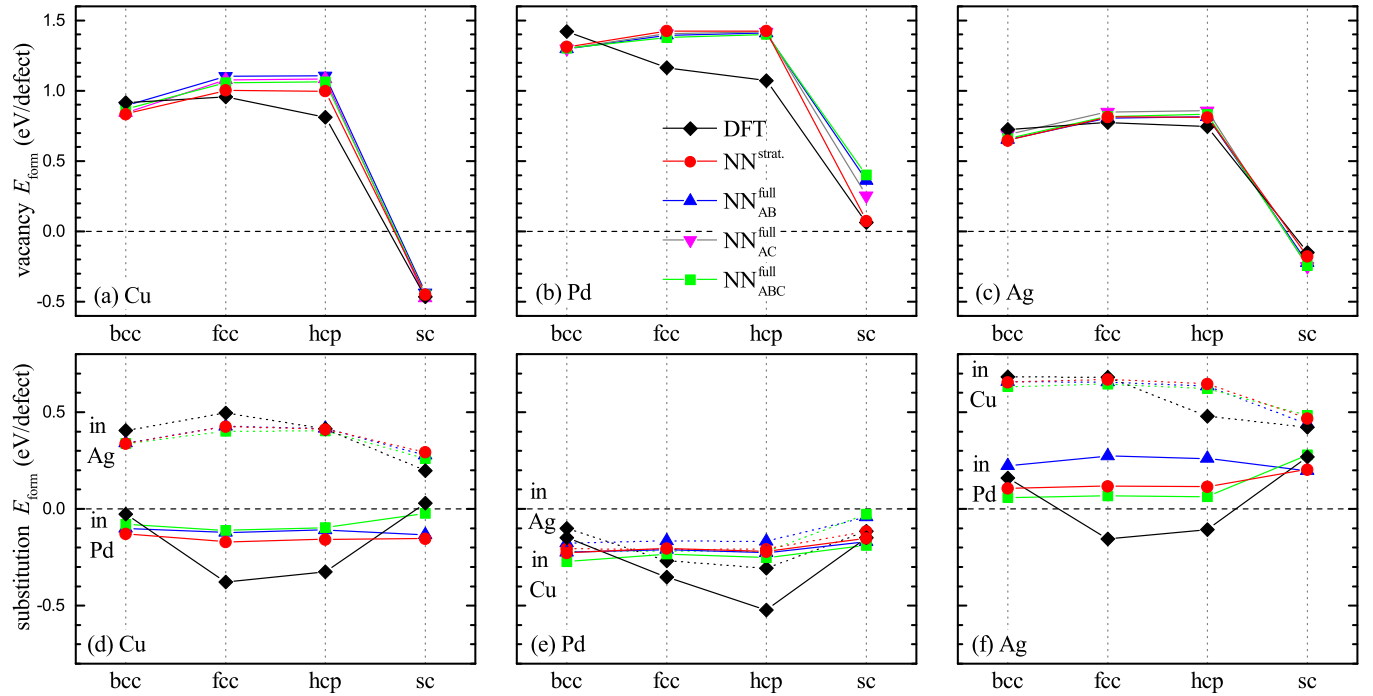 vacancy E_form (eV/defect)
1.5
1.0
0.5
0.0
-0.5
(a) Cu
bcc fcc hcp sc
(b) Pd
DFT
NN^strat.
NN^full_AB
NN^full_AC
NN^full_ABC
bcc fcc hcp sc
(c) Ag
bcc fcc hcp sc
substitution E_form (eV/defect)
0.5
0.0
-0.5
in
Ag
in
Pd
(d) Cu
bcc fcc hcp sc
in
Ag
in
Cu
(e) Pd
bcc fcc hcp sc
in
Cu
in
Pd
(f) Ag
bcc fcc hcp sc